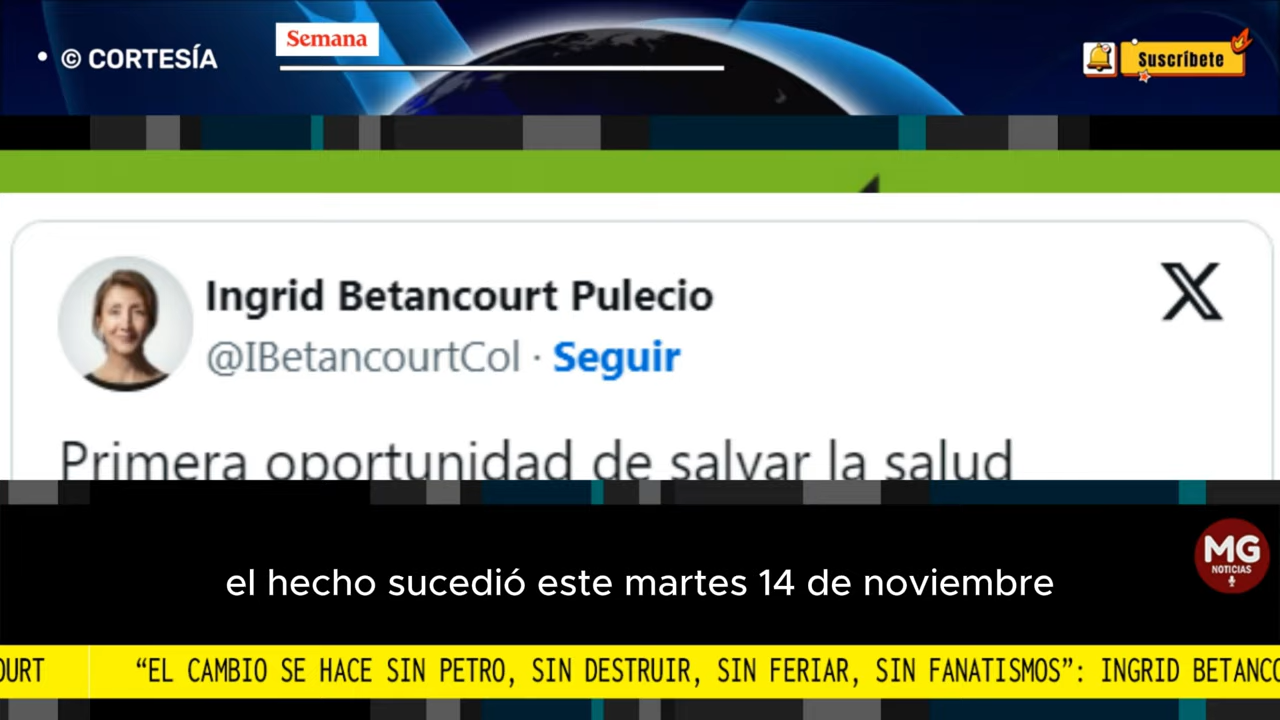 • © CORTESÍA
Semana
Suscríbete
Ingrid Betancourt Pulecio
@IBetancourtCol · Seguir
Primera oportunidad de salvar la salud
el hecho sucedió este martes 14 de noviembre
MG
NOTICIAS
OURT “EL CAMBIO SE HACE SIN PETRO, SIN DESTRUIR, SIN FERIAR, SIN FANATISMOS”: INGRID BETANCO